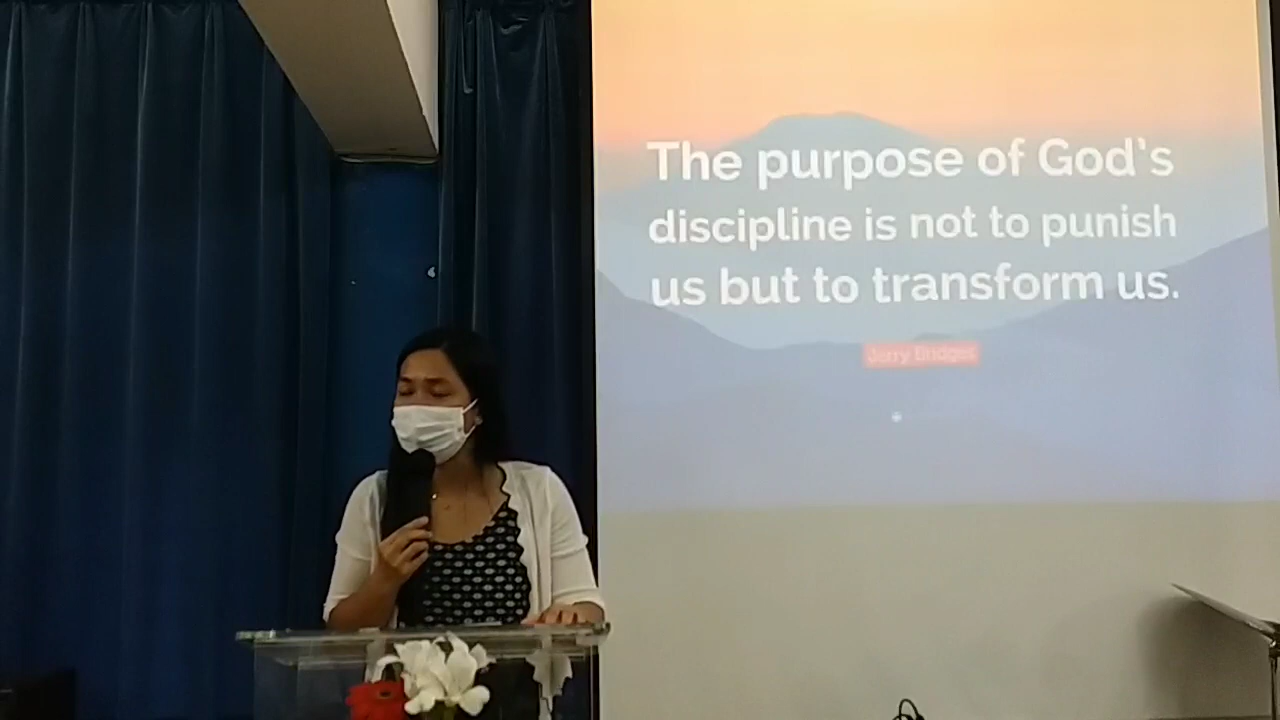 The purpose of God's
discipline is not to punish
us but to transform us.
Jerry Bridges